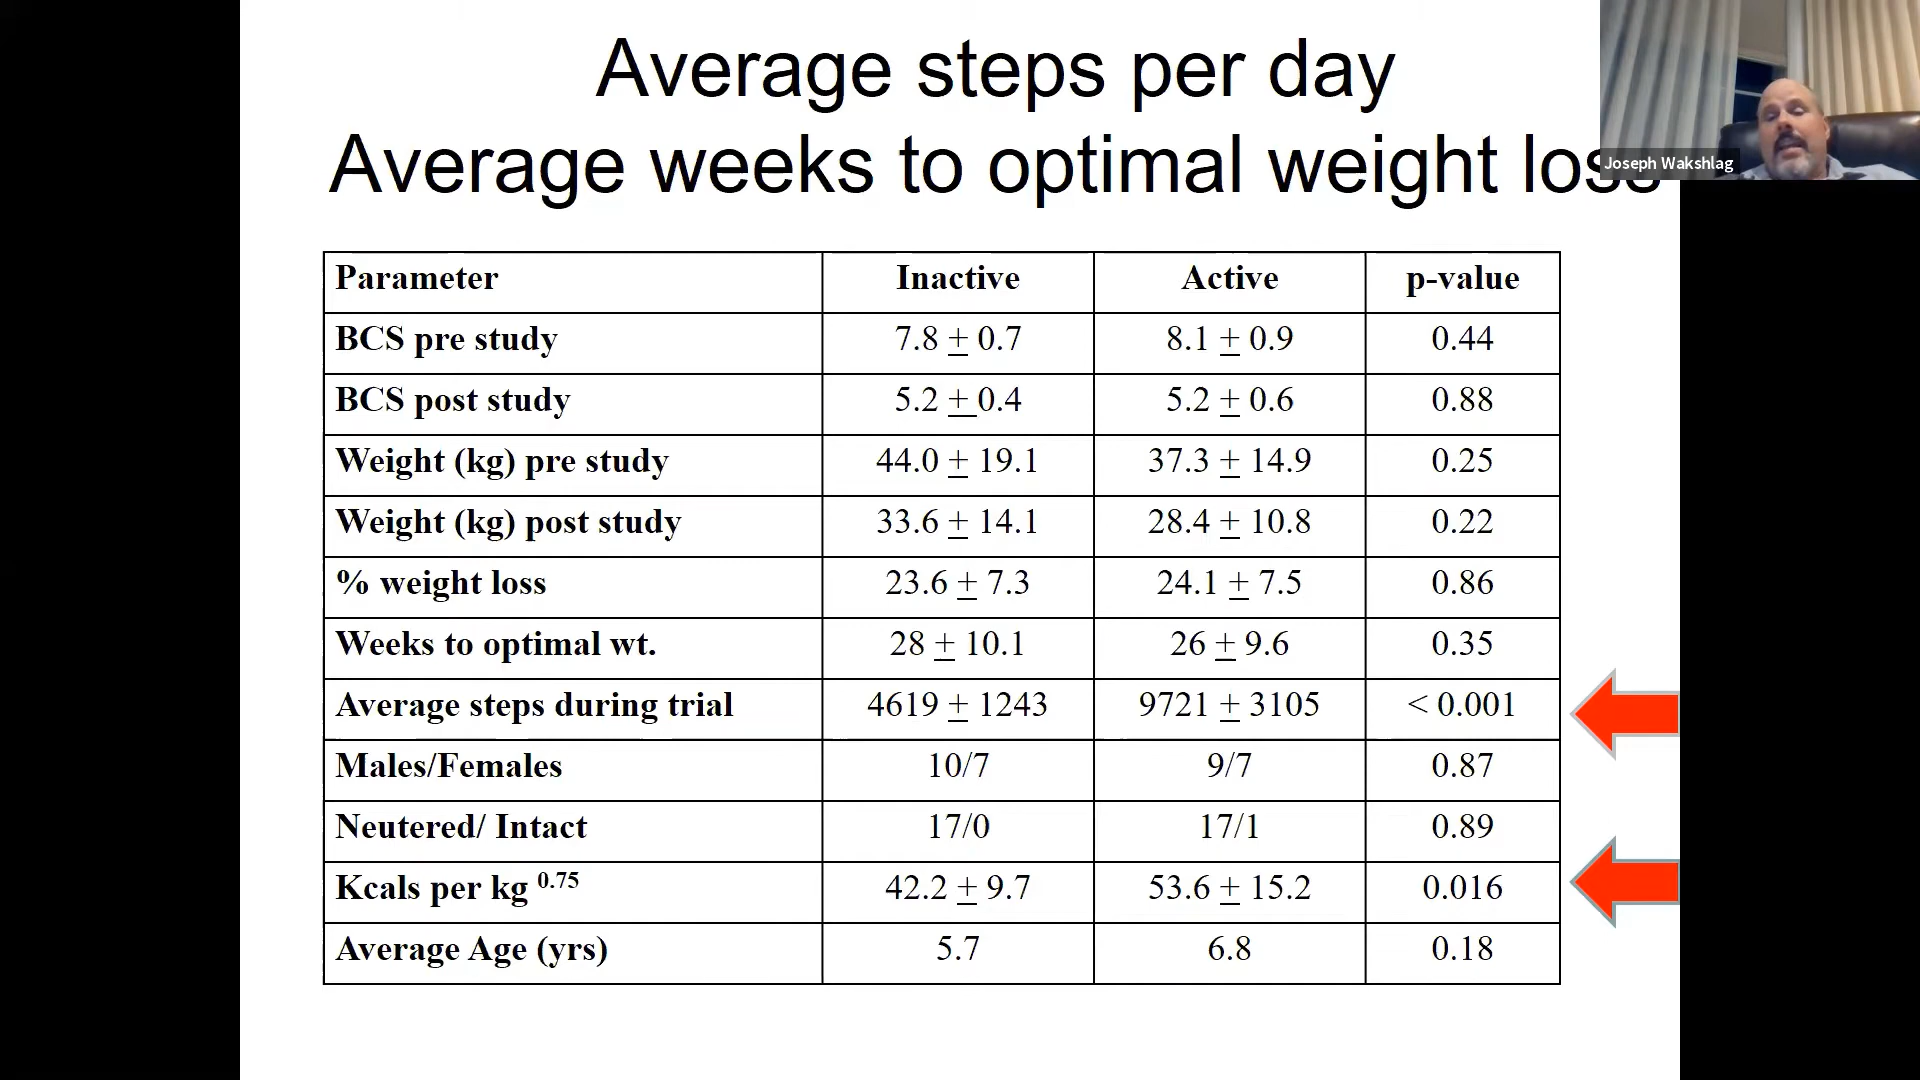 Average steps per day
Average weeks to optimal weight loss
Joseph Wakshlag
Parameter Inactive Active p-value
BCS pre study 7.8 ± 0.7 8.1 ± 0.9 0.44
BCS post study 5.2 ± 0.4 5.2 ± 0.6 0.88
Weight (kg) pre study 44.0 ± 19.1 37.3 ± 14.9 0.25
Weight (kg) post study 33.6 ± 14.1 28.4 ± 10.8 0.22
% weight loss 23.6 ± 7.3 24.1 ± 7.5 0.86
Weeks to optimal wt. 28 ± 10.1 26 ± 9.6 0.35
Average steps during trial 4619 ± 1243 9721 ± 3105 < 0.001
Males/Females 10/7 9/7 0.87
Neutered/ Intact 17/0 17/1 0.89
Kcals per kg 0.75 42.2 ± 9.7 53.6 ± 15.2 0.016
Average Age (yrs) 5.7 6.8 0.18